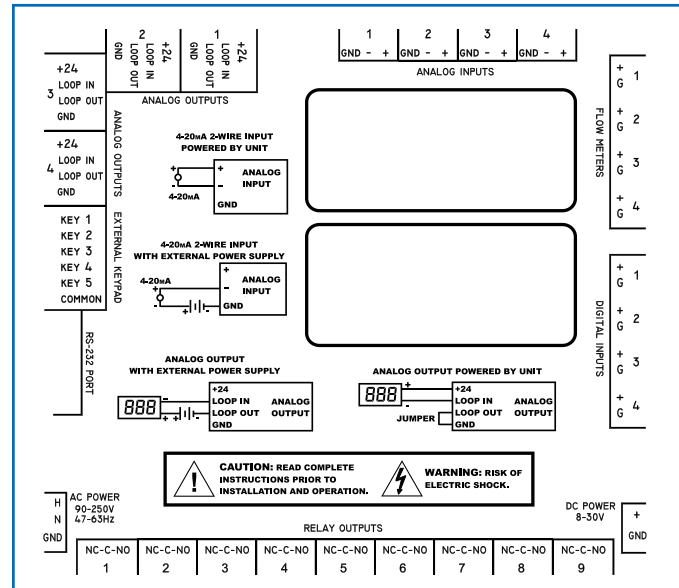 2 1
GND LOOP OUT LOOP IN +24 GND LOOP OUT LOOP IN +24
ANALOG OUTPUTS
1 2 3 4
GND - + GND - + GND - + GND - +
ANALOG INPUTS
3
+24
LOOP IN
LOOP OUT
GND
4
+24
LOOP IN
LOOP OUT
GND
ANALOG OUTPUTS
KEY 1
KEY 2
KEY 3
KEY 4
KEY 5
COMMON
EXTERNAL KEYPAD
RS-232 PORT
4-20MA 2-WIRE INPUT
POWERED BY UNIT
+ +
- -
4-20MA
ANALOG
INPUT
GND
4-20MA 2-WIRE INPUT
WITH EXTERNAL POWER SUPPLY
+
4-20MA
+ -
-
+ -
ANALOG
INPUT
GND
ANALOG OUTPUT
WITH EXTERNAL POWER SUPPLY
888
-
+ + -
+24
LOOP IN
LOOP OUT
GND
ANALOG
OUTPUT
ANALOG OUTPUT POWERED BY UNIT
888
+
-
JUMPER
+24
LOOP IN
LOOP OUT
GND
ANALOG
OUTPUT
FLOW METERS
+ G 1
+ G 2
+ G 3
+ G 4
DIGITAL INPUTS
+ G 1
+ G 2
+ G 3
+ G 4
!
CAUTION: READ COMPLETE
INSTRUCTIONS PRIOR TO
INSTALLATION AND OPERATION.
WARNING: RISK OF
ELECTRIC SHOCK.
H
N
GND
AC POWER
90-250V
47-63Hz
DC POWER
8-30V
+
GND
RELAY OUTPUTS
NC-C-NO NC-C-NO NC-C-NO NC-C-NO NC-C-NO NC-C-NO NC-C-NO NC-C-NO NC-C-NO
1 2 3 4 5 6 7 8 9